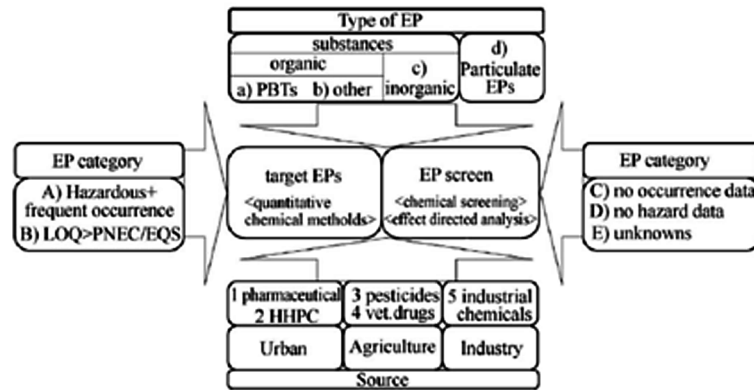 Type of EP
substances
organic
a) PBTs b) other
c)
inorganic
d)
Particulate
EPs
EP category
A) Hazardous+
frequent occurrence
B) LOQ>PNEC/EQS
target EPs
<quantitative
chemical metholds>
EP screen
<chemical screening>
<effect directed analysis>
EP category
C) no occurrence data
D) no hazard data
E) unknowns
1 pharmaceutical
2 HHPC
3 pesticides
4 vet.drugs
5 industrial
chemicals
Urban
Agriculture
Industry
Source